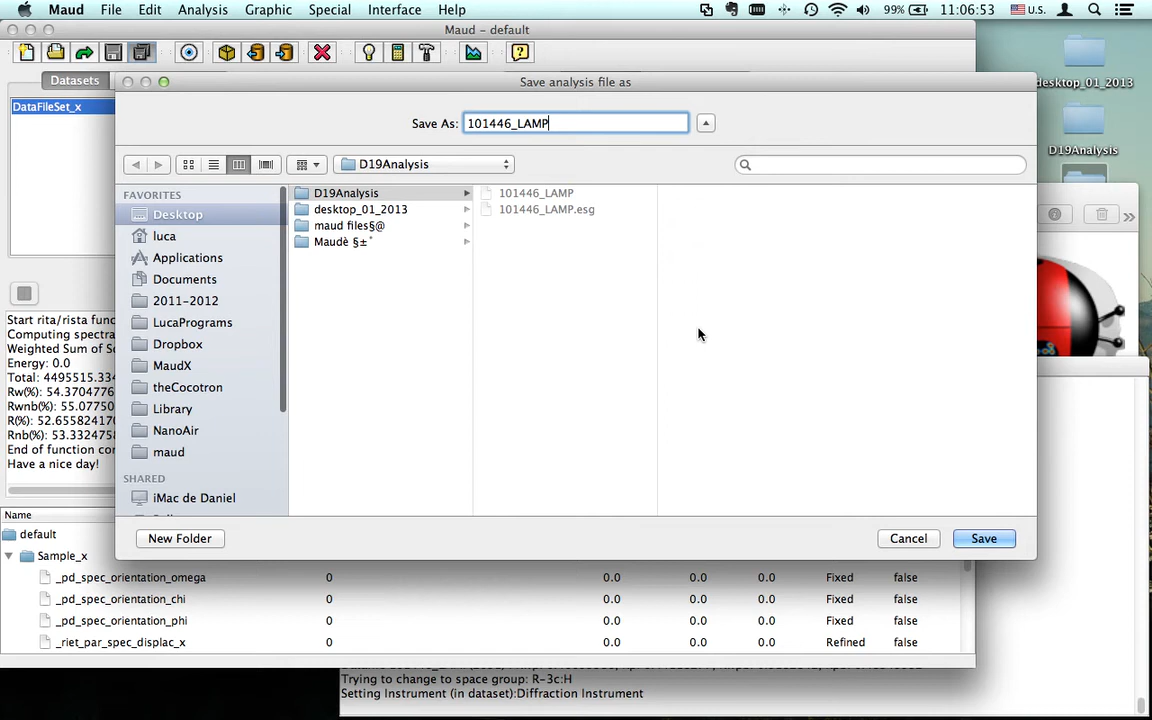 Maud File Edit Analysis Graphic Special Interface Help 99% 11:06:53 U.S.
Maud - default
Datasets
DataFileSet_x
Save analysis file as
Save As: 101446_LAMP
D19Analysis
FAVORITES
Desktop
luca
Applications
Documents
2011-2012
LucaPrograms
Dropbox
MaudX
theCocotron
Library
NanoAir
maud
SHARED
iMac de Daniel
D19Analysis
desktop_01_2013
maud files§@
Maudè §±°
101446_LAMP
101446_LAMP.esg
New Folder Cancel Save
desktop_01_2013
D19Analysis
Start rita/rista func
Computing spectra
Weighted Sum of S
Energy: 0.0
Total: 4495515.334
Rw(%): 54.3704776
Rwnb(%): 55.07750
R(%): 52.65582417
Rnb(%): 53.3324758
End of function com
Have a nice day!
Name
default
Sample_x
_pd_spec_orientation_omega 0 0.0 0.0 0.0 Fixed false
_pd_spec_orientation_chi 0 0.0 0.0 0.0 Fixed false
_pd_spec_orientation_phi 0 0.0 0.0 0.0 Fixed false
_riet_par_spec_displac_x 0 0.0 0.0 0.0 Refined false
Trying to change to space group: R-3c:H
Setting Instrument (in dataset):Diffraction Instrument